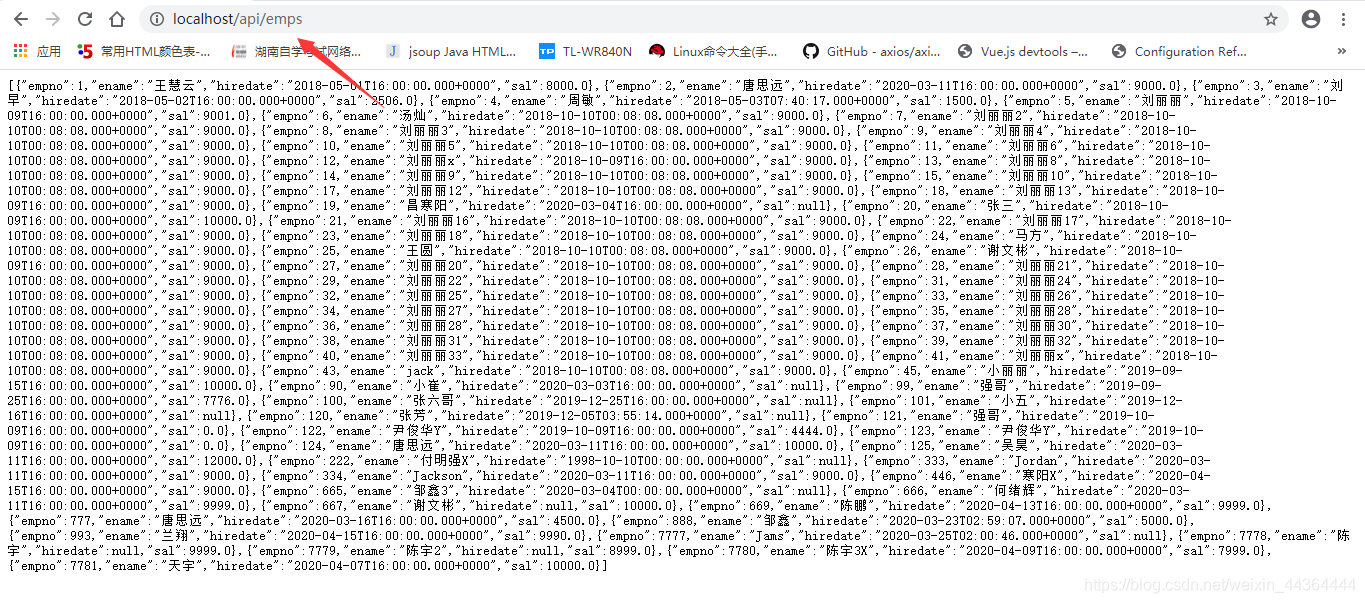 localhost/api/emps
应用 常用HTML颜色表-... 湖南自学考试网络... jsoup Java HTML... TL-WR840N Linux命令大全(手... GitHub - axios/axi... Vue.js devtools –... Configuration Ref... »
[{"empno":1,"ename":"王慧云","hiredate":"2018-05-01T16:00:00.000+0000","sal":8000.0},{"empno":2,"ename":"唐思远","hiredate":"2020-03-11T16:00:00.000+0000","sal":9000.0},{"empno":3,"ename":"刘
早","hiredate":"2018-05-02T16:00:00.000+0000","sal":2506.0},{"empno":4,"ename":"周敏","hiredate":"2018-05-03T07:40:17.000+0000","sal":1500.0},{"empno":5,"ename":"刘丽丽","hiredate":"2018-10-
09T16:00:00.000+0000","sal":9001.0},{"empno":6,"ename":"汤灿","hiredate":"2018-10-10T00:08:08.000+0000","sal":9000.0},{"empno":7,"ename":"刘丽丽2","hiredate":"2018-10-
10T00:08:08.000+0000","sal":9000.0},{"empno":8,"ename":"刘丽丽3","hiredate":"2018-10-10T00:08:08.000+0000","sal":9000.0},{"empno":9,"ename":"刘丽丽4","hiredate":"2018-10-
10T00:08:08.000+0000","sal":9000.0},{"empno":10,"ename":"刘丽丽5","hiredate":"2018-10-10T00:08:08.000+0000","sal":9000.0},{"empno":11,"ename":"刘丽丽6","hiredate":"2018-10-
10T00:08:08.000+0000","sal":9000.0},{"empno":12,"ename":"刘丽丽x","hiredate":"2018-10-09T16:00:00.000+0000","sal":9000.0},{"empno":13,"ename":"刘丽丽8","hiredate":"2018-10-
10T00:08:08.000+0000","sal":9000.0},{"empno":14,"ename":"刘丽丽9","hiredate":"2018-10-10T00:08:08.000+0000","sal":9000.0},{"empno":15,"ename":"刘丽丽10","hiredate":"2018-10-
10T00:08:08.000+0000","sal":9000.0},{"empno":17,"ename":"刘丽丽12","hiredate":"2018-10-10T00:08:08.000+0000","sal":9000.0},{"empno":18,"ename":"刘丽丽13","hiredate":"2018-10-
09T16:00:00.000+0000","sal":9000.0},{"empno":19,"ename":"昌寒阳","hiredate":"2020-03-04T16:00:00.000+0000","sal":null},{"empno":20,"ename":"张三","hiredate":"2018-10-
09T16:00:00.000+0000","sal":10000.0},{"empno":21,"ename":"刘丽丽16","hiredate":"2018-10-10T00:08:08.000+0000","sal":9000.0},{"empno":22,"ename":"刘丽丽17","hiredate":"2018-10-
10T00:08:08.000+0000","sal":9000.0},{"empno":23,"ename":"刘丽丽18","hiredate":"2018-10-10T00:08:08.000+0000","sal":9000.0},{"empno":24,"ename":"马方","hiredate":"2018-10-
10T00:08:08.000+0000","sal":9000.0},{"empno":25,"ename":"王圆","hiredate":"2018-10-10T00:08:08.000+0000","sal":9000.0},{"empno":26,"ename":"谢文彬","hiredate":"2018-10-
09T16:00:00.000+0000","sal":9000.0},{"empno":27,"ename":"刘丽丽20","hiredate":"2018-10-10T00:08:08.000+0000","sal":9000.0},{"empno":28,"ename":"刘丽丽21","hiredate":"2018-10-
10T00:08:08.000+0000","sal":9000.0},{"empno":29,"ename":"刘丽丽22","hiredate":"2018-10-10T00:08:08.000+0000","sal":9000.0},{"empno":31,"ename":"刘丽丽24","hiredate":"2018-10-
10T00:08:08.000+0000","sal":9000.0},{"empno":32,"ename":"刘丽丽25","hiredate":"2018-10-10T00:08:08.000+0000","sal":9000.0},{"empno":33,"ename":"刘丽丽26","hiredate":"2018-10-
10T00:08:08.000+0000","sal":9000.0},{"empno":34,"ename":"刘丽丽27","hiredate":"2018-10-10T00:08:08.000+0000","sal":9000.0},{"empno":35,"ename":"刘丽丽28","hiredate":"2018-10-
10T00:08:08.000+0000","sal":9000.0},{"empno":36,"ename":"刘丽丽28","hiredate":"2018-10-10T00:08:08.000+0000","sal":9000.0},{"empno":37,"ename":"刘丽丽30","hiredate":"2018-10-
10T00:08:08.000+0000","sal":9000.0},{"empno":38,"ename":"刘丽丽31","hiredate":"2018-10-10T00:08:08.000+0000","sal":9000.0},{"empno":39,"ename":"刘丽丽32","hiredate":"2018-10-
10T00:08:08.000+0000","sal":9000.0},{"empno":40,"ename":"刘丽丽33","hiredate":"2018-10-10T00:08:08.000+0000","sal":9000.0},{"empno":41,"ename":"刘丽丽x","hiredate":"2018-10-
10T00:08:08.000+0000","sal":9000.0},{"empno":43,"ename":"jack","hiredate":"2018-10-10T00:08:08.000+0000","sal":9000.0},{"empno":45,"ename":"小丽丽","hiredate":"2019-09-
15T16:00:00.000+0000","sal":10000.0},{"empno":90,"ename":"小崔","hiredate":"2020-03-03T16:00:00.000+0000","sal":null},{"empno":99,"ename":"强哥","hiredate":"2019-09-
25T16:00:00.000+0000","sal":7776.0},{"empno":100,"ename":"张六哥","hiredate":"2019-12-25T16:00:00.000+0000","sal":null},{"empno":101,"ename":"小五","hiredate":"2019-12-
16T16:00:00.000+0000","sal":null},{"empno":120,"ename":"张芳","hiredate":"2019-12-05T03:55:14.000+0000","sal":null},{"empno":121,"ename":"强哥","hiredate":"2019-10-
09T16:00:00.000+0000","sal":0.0},{"empno":122,"ename":"尹俊华Y","hiredate":"2019-10-09T16:00:00.000+0000","sal":4444.0},{"empno":123,"ename":"尹俊华Y","hiredate":"2019-10-
09T16:00:00.000+0000","sal":0.0},{"empno":124,"ename":"唐思远","hiredate":"2020-03-11T16:00:00.000+0000","sal":10000.0},{"empno":125,"ename":"吴昊","hiredate":"2020-03-
11T16:00:00.000+0000","sal":12000.0},{"empno":222,"ename":"付明强X","hiredate":"1998-10-10T00:00:00.000+0000","sal":null},{"empno":333,"ename":"Jordan","hiredate":"2020-03-
11T16:00:00.000+0000","sal":9000.0},{"empno":334,"ename":"Jackson","hiredate":"2020-03-11T16:00:00.000+0000","sal":9000.0},{"empno":446,"ename":"寒阳X","hiredate":"2020-04-
15T16:00:00.000+0000","sal":9000.0},{"empno":665,"ename":"邹鑫3","hiredate":"2020-03-04T00:00:00.000+0000","sal":null},{"empno":666,"ename":"何绪辉","hiredate":"2020-03-
11T16:00:00.000+0000","sal":9999.0},{"empno":667,"ename":"谢文彬","hiredate":null,"sal":10000.0},{"empno":669,"ename":"陈鹏","hiredate":"2020-04-13T16:00:00.000+0000","sal":9999.0},
{"empno":777,"ename":"唐思远","hiredate":"2020-03-16T16:00:00.000+0000","sal":4500.0},{"empno":888,"ename":"邹鑫","hiredate":"2020-03-23T02:59:07.000+0000","sal":5000.0},
{"empno":993,"ename":"兰翔","hiredate":"2020-04-15T16:00:00.000+0000","sal":9990.0},{"empno":7777,"ename":"Jams","hiredate":"2020-03-25T02:00:46.000+0000","sal":null},{"empno":7778,"ename":"陈
宇","hiredate":null,"sal":9999.0},{"empno":7779,"ename":"陈宇2","hiredate":null,"sal":8999.0},{"empno":7780,"ename":"陈宇3X","hiredate":"2020-04-09T16:00:00.000+0000","sal":7999.0},
{"empno":7781,"ename":"天宇","hiredate":"2020-04-07T16:00:00.000+0000","sal":10000.0}]
https://blog.csdn.net/weixin_44364444